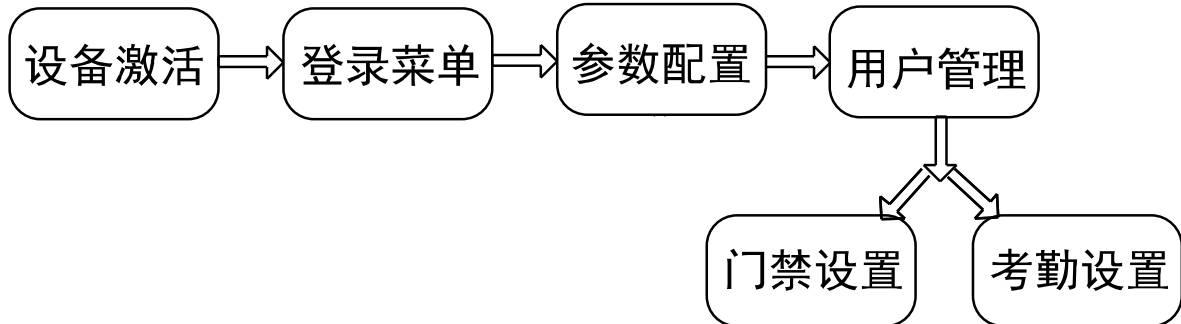 设备激活
登录菜单
参数配置
用户管理
门禁设置
考勤设置